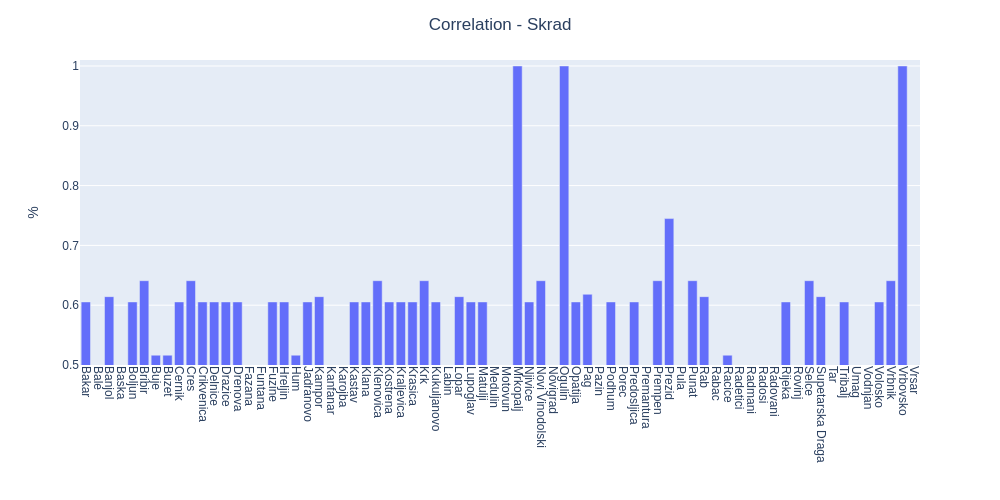 Correlation - Skrad
1
0.9
0.8
0.7
0.6
0.5
%
Bakar
Bale
Banjol
Baska
Boljun
Bribir
Buje
Buzet
Cernik
Cres
Crikvenica
Delnice
Drazice
Drenova
Fazana
Funtana
Fuzine
Hreljin
Hum
Jadranovo
Kampor
Kanfanar
Karojba
Kastav
Klana
Klenovica
Kostrena
Kraljevica
Krasica
Krk
Kukuljanovo
Labin
Lopar
Lupoglav
Matulji
Medulin
Motovun
Mrkopalj
Njivice
Novi Vinodolski
Novigrad
Ogulin
Opatija
Pag
Pazin
Podhum
Porec
Predosljica
Premantura
Prempen
Prezid
Pula
Punat
Rab
Rabac
Racice
Radetici
Radmani
Radosi
Radovani
Rijeka
Rovinj
Selce
Supetarska Draga
Tar
Tribalj
Umag
Vodnjan
Volosko
Vrbnik
Vrbovsko
Vrsar